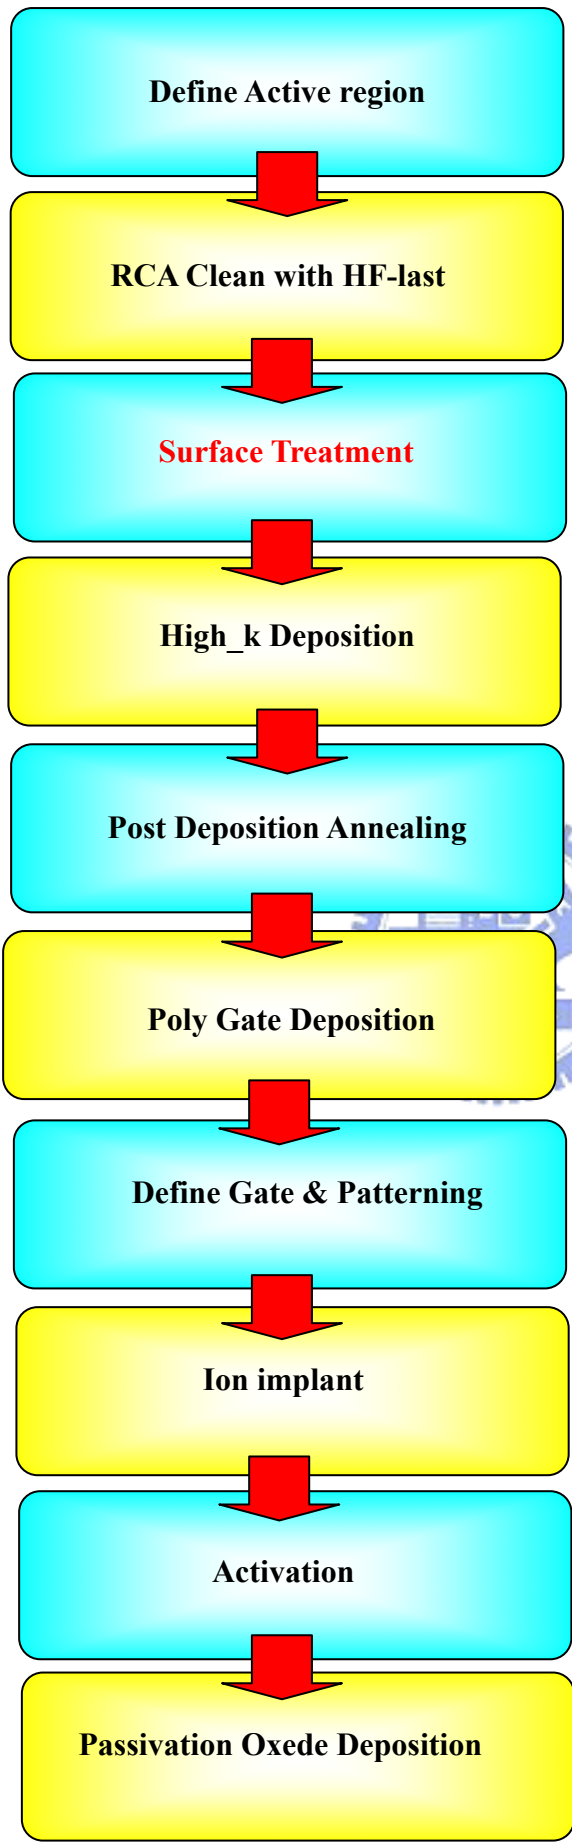 Define Active region
RCA Clean with HF-last
Surface Treatment
High_k Deposition
Post Deposition Annealing
Poly Gate Deposition
Define Gate & Patterning
Ion implant
Activation
Passivation Oxede Deposition